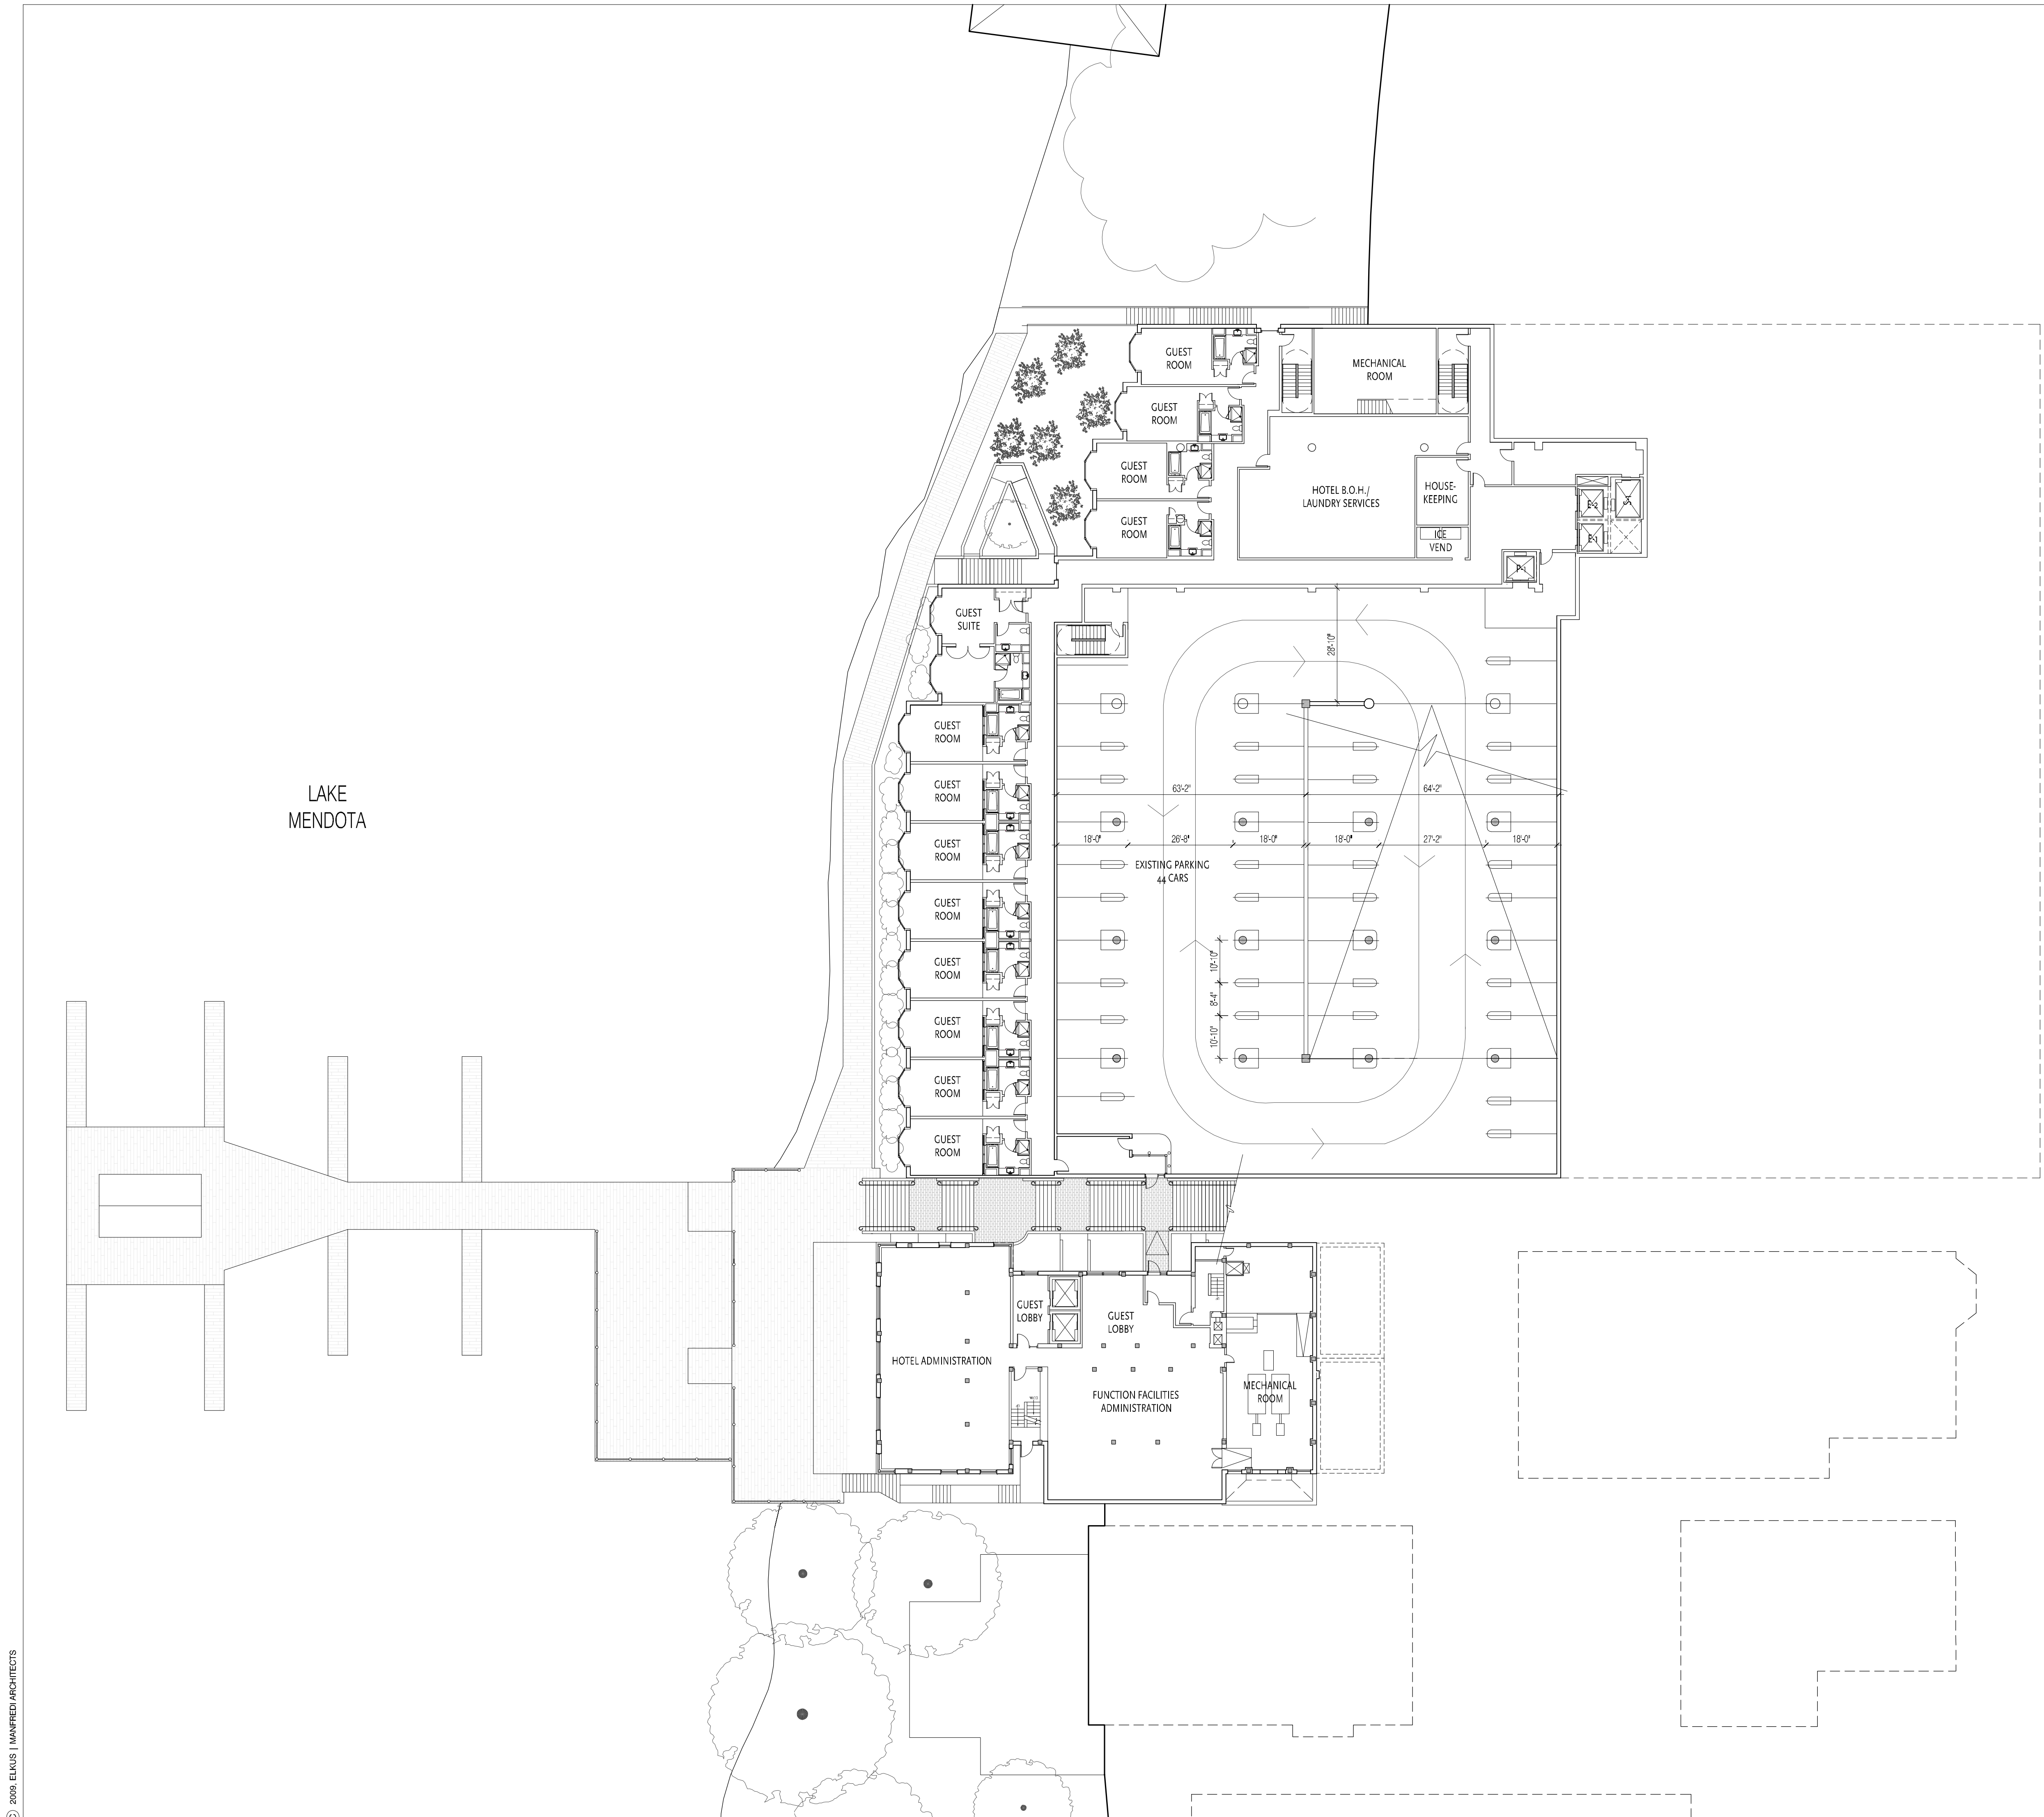 GUEST
ROOM
MECHANICAL
ROOM
GUEST
ROOM
GUEST
ROOM
HOTEL B.O.H./
LAUNDRY SERVICES
HOUSE-
KEEPING
E-2
S-1
GUEST
ROOM
ICE
VEND
E-1
P-1
GUEST
SUITE
28'-10"
GUEST
ROOM
LAKE
MENDOTA
GUEST
ROOM
63'-2"
64'-2"
GUEST
ROOM
18'-0"
26'-8"
18'-0"
18'-0"
27'-2"
18'-0"
EXISTING PARKING
44 CARS
GUEST
ROOM
GUEST
ROOM
10'-10"
8'-4"
10'-10"
GUEST
ROOM
GUEST
ROOM
GUEST
ROOM
GUEST
LOBBY
GUEST
LOBBY
HOTEL ADMINISTRATION
FUNCTION FACILITIES
ADMINISTRATION
MECHANICAL
ROOM
© 2009, ELKUS | MANFREDI ARCHITECTS